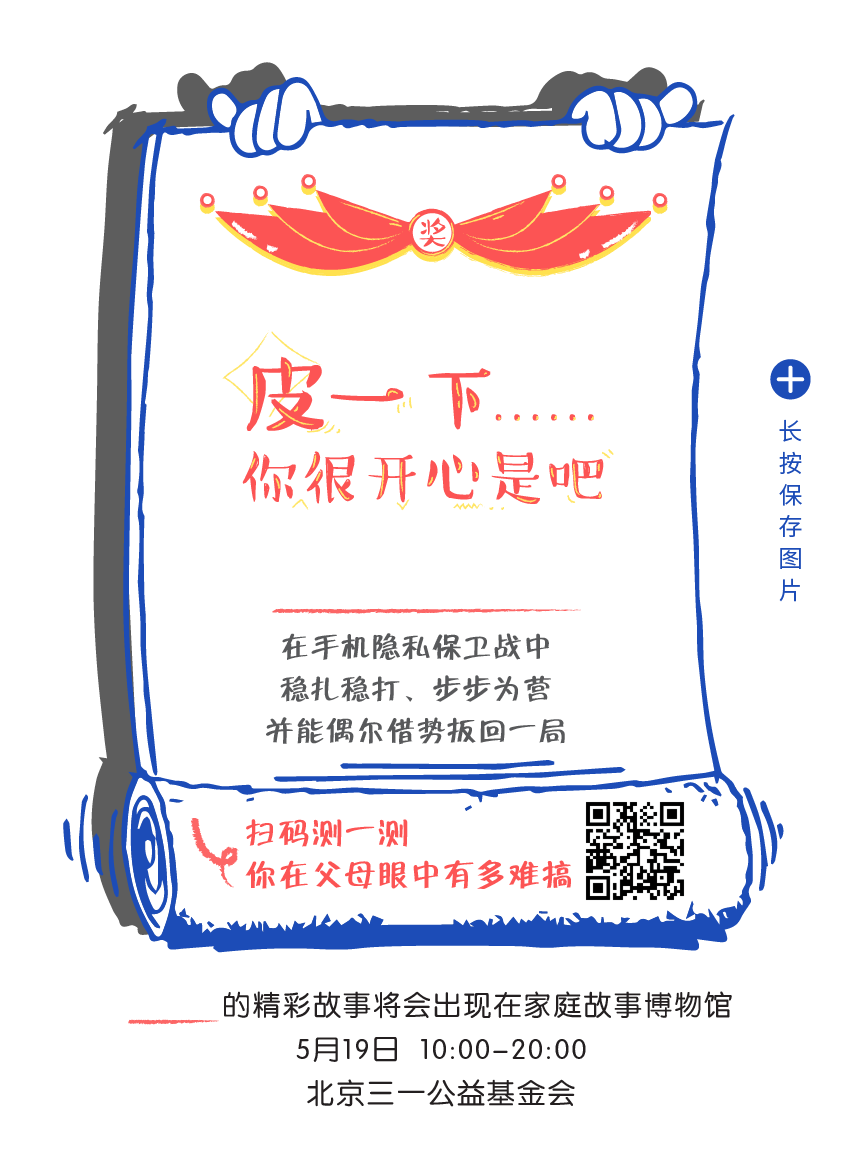 奖
皮一下……
你很开心是吧
在手机隐私保卫战中
稳扎稳打、步步为营
并能偶尔借势扳回一局
扫码测一测
你在父母眼中有多难搞
长按保存图片
的精彩故事将会出现在家庭故事博物馆
5月19日 10:00-20:00
北京三一公益基金会